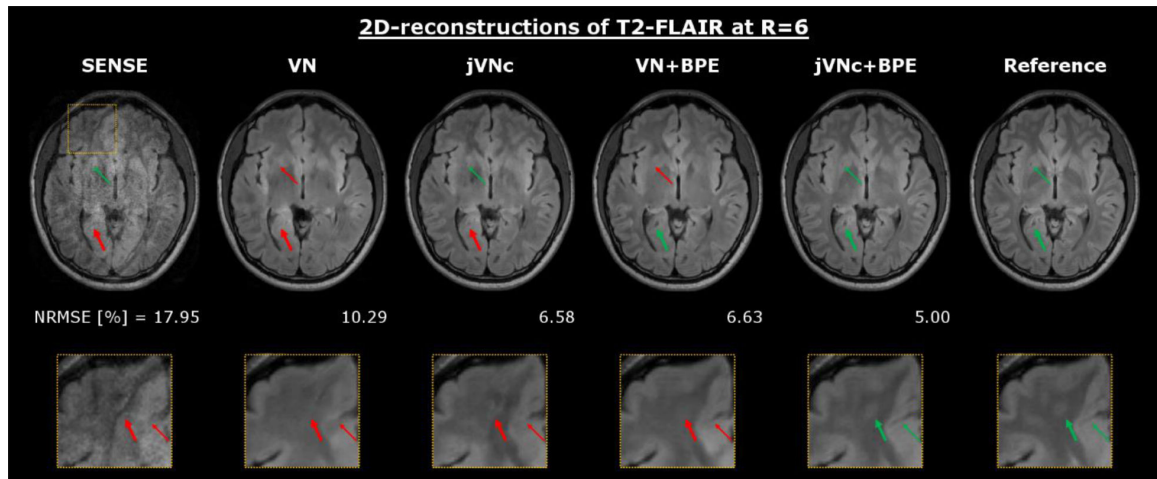 2D-reconstructions of T2-FLAIR at R=6
SENSE VN jVNc VN+BPE jVNc+BPE Reference
NRMSE [%] = 17.95 10.29 6.58 6.63 5.00